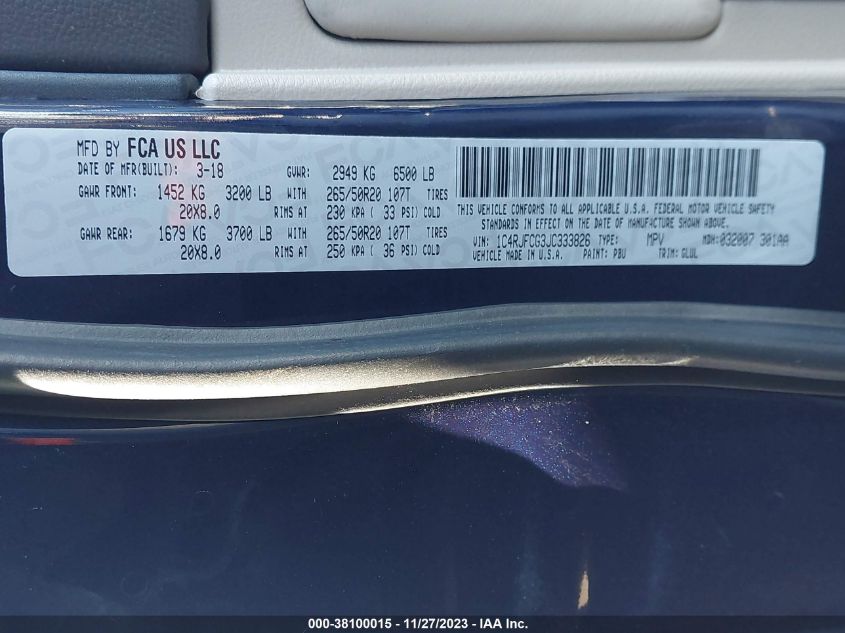 MFD BY FCA US LLC
DATE OF MFR(BUILT): 3-18 GVWR: 2949 KG 6500 LB
GAWR FRONT: 1452 KG 3200 LB WITH 265/50R20 107T TIRES
20X8.0 RIMS AT 230 KPA ( 33 PSI) COLD
GAWR REAR: 1679 KG 3700 LB WITH 265/50R20 107T TIRES
20X8.0 RIMS AT 250 KPA ( 36 PSI) COLD
THIS VEHICLE CONFORMS TO ALL APPLICABLE U.S.A. FEDERAL MOTOR VEHICLE SAFETY
STANDARDS IN EFFECT ON THE DATE OF MANUFACTURE SHOWN ABOVE.
VIN: 1C4RJFCG3JC333826 TYPE: MPV MDH:032007 301AA
VEHICLE MADE IN U.S.A. PAINT: PBU TRIM: GLUL
000-38100015 - 11/27/2023 - IAA Inc.